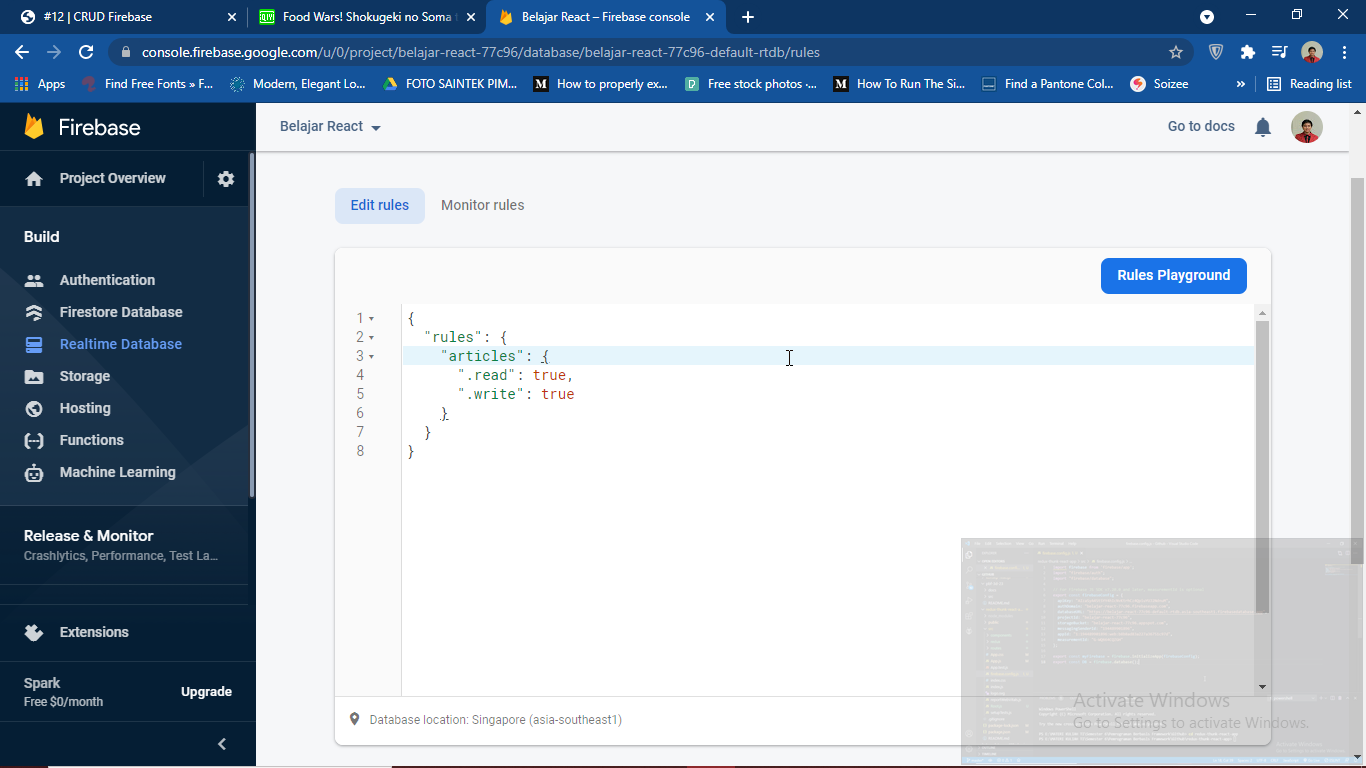 #12 | CRUD Firebase
Food Wars! Shokugeki no Soma
Belajar React – Firebase console
console.firebase.google.com/u/0/project/belajar-react-77c96/database/belajar-react-77c96-default-rtdb/rules
Apps
Find Free Fonts » F...
Modern, Elegant Lo...
FOTO SAINTEK PIM...
How to properly ex...
Free stock photos ·...
How To Run The Si...
Find a Pantone Col...
Soizee
»
Reading list
Firebase
Belajar React
Go to docs
Project Overview
Edit rules
Monitor rules
Build
Authentication
Firestore Database
Realtime Database
Storage
Hosting
Functions
Machine Learning
Release & Monitor
Crashlytics, Performance, Test La...
Extensions
Spark
Free $0/month
Upgrade
Rules Playground
1 {
2 "rules": {
3 "articles": {
4 ".read": true,
5 ".write": true
6 }
7 }
8 }
Database location: Singapore (asia-southeast1)
Activate Windows
Go to Settings to activate Windows.